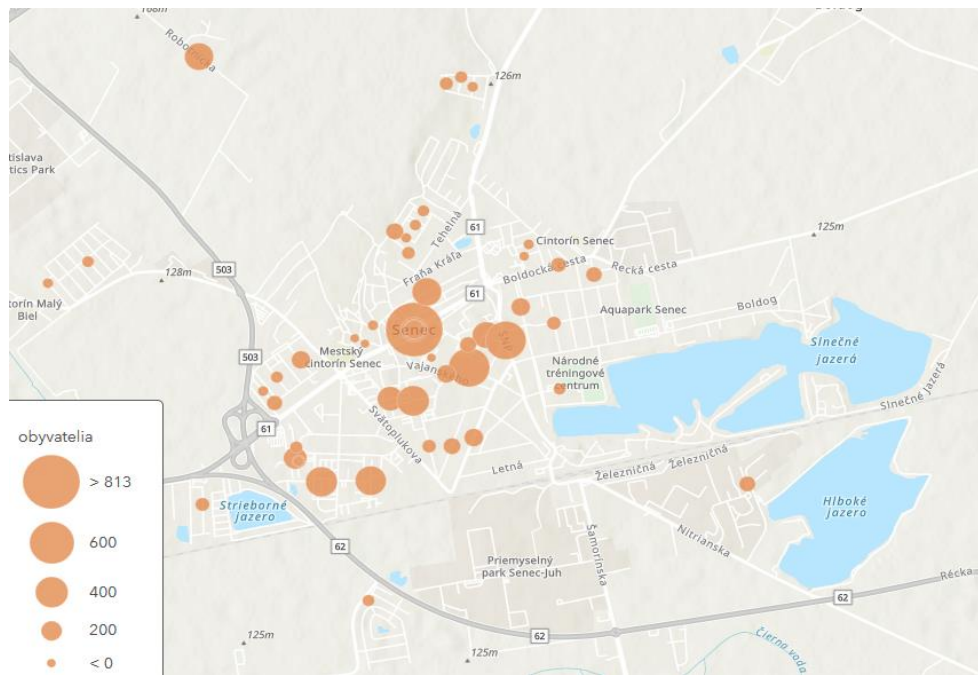 168m
Robotnícka
126m
tislava
tics Park
Tehelná
61
Cintorín Senec
125m
503
128m
Fraňa Kráľa
Boldocká cesta
Recká cesta
torín Malý
Biel
61
Aquapark Senec
Boldog
Senec
SNP
Slnečné
jazerá
503
Mestský
cintorín Senec
Vajanského
Národné
tréningové
centrum
Slnečné Jazerá
61
Svätoplukova
obyvatelia
> 813
600
400
200
< 0
Letná
Železničná
Železničná
Strieborné
jazero
Hlboké
jazero
62
Šamorínska
Nitrianska
Priemyselný
park Senec-Juh
Récka
62
62
125m
125m
Čierna voda